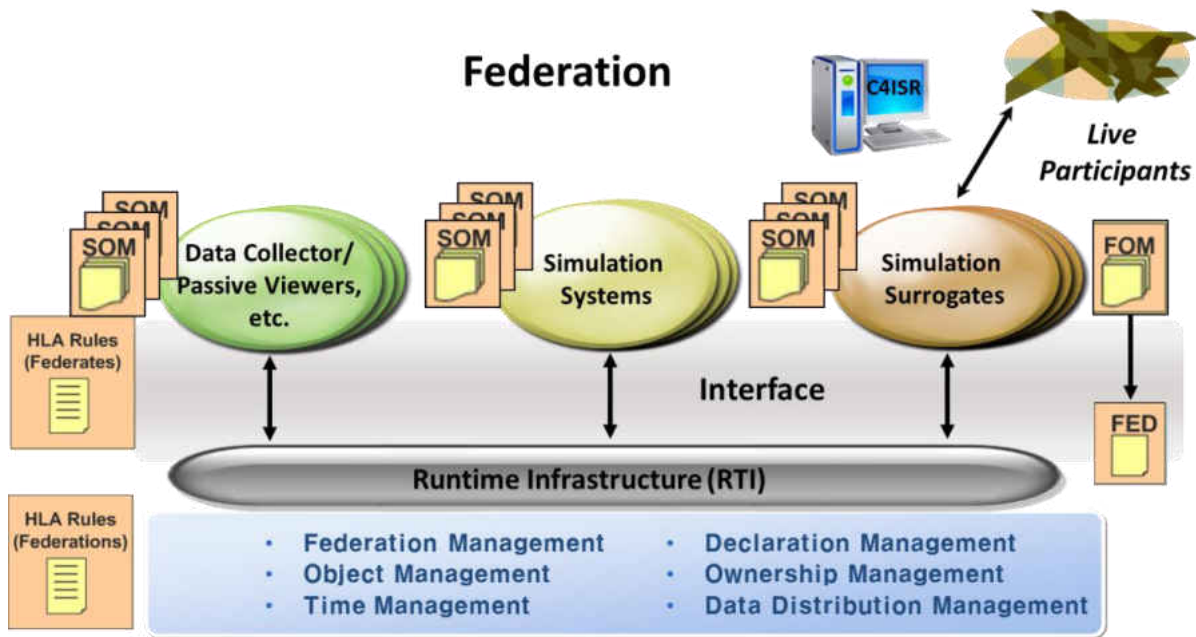 Federation
C4ISR
Live
Participants
SOM
SOM
SOM
Data Collector/
Passive Viewers,
etc.
SOM
SOM
SOM
Simulation
Systems
SOM
SOM
SOM
Simulation
Surrogates
FOM
HLA Rules
(Federates)
Interface
FED
Runtime Infrastructure (RTI)
HLA Rules
(Federations)
• Federation Management
• Object Management
• Time Management
• Declaration Management
• Ownership Management
• Data Distribution Management